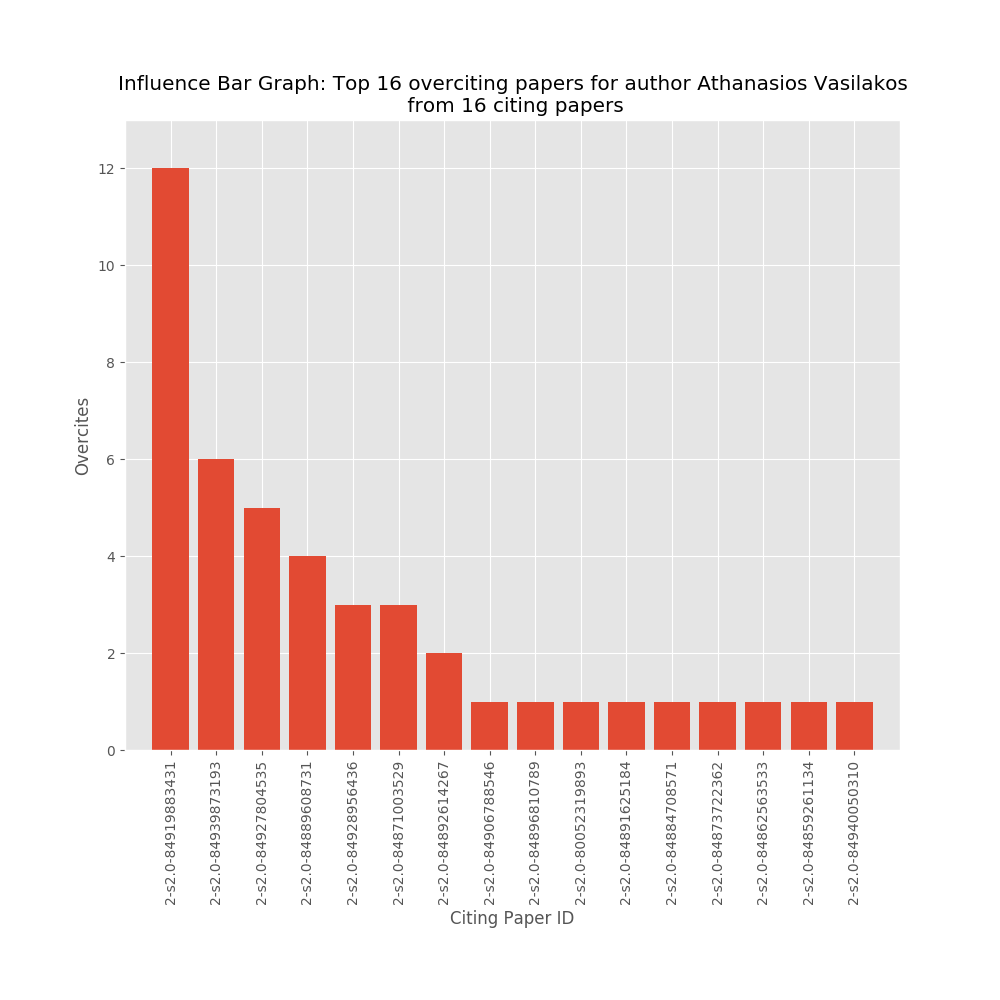 Influence Bar Graph: Top 16 overciting papers for author Athanasios Vasilakos
from 16 citing papers
12
10
8
6
4
2
0
Overcites
2-s2.0-84919883431
2-s2.0-84939873193
2-s2.0-84927804535
2-s2.0-84889608731
2-s2.0-84928956436
2-s2.0-84871003529
2-s2.0-84892614267
2-s2.0-84906788546
2-s2.0-84896810789
2-s2.0-80052319893
2-s2.0-84891625184
2-s2.0-84884708571
2-s2.0-84873722362
2-s2.0-84862563533
2-s2.0-84859261134
2-s2.0-84940050310
Citing Paper ID